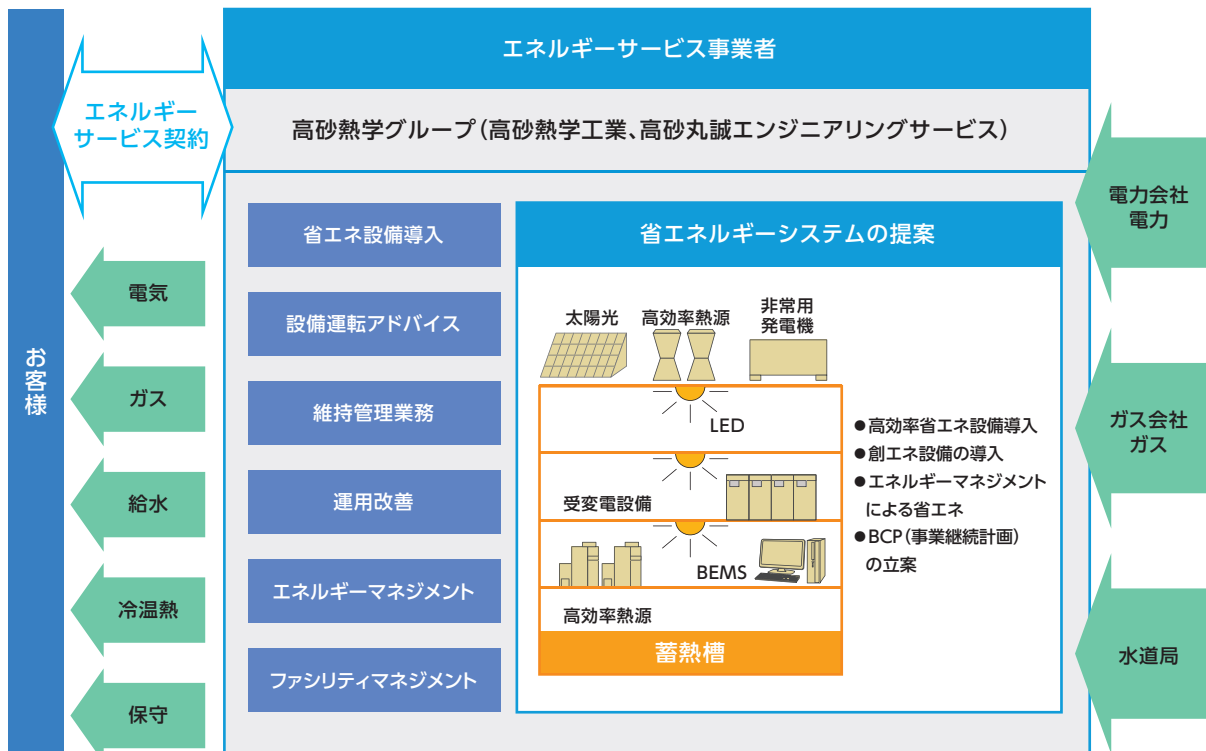 エネルギーサービス事業者
エネルギー
サービス契約
高砂熱学グループ(高砂熱学工業、高砂丸誠エンジニアリングサービス)
お客様
電気
ガス
給水
冷温熱
保守
省エネ設備導入
設備運転アドバイス
維持管理業務
運用改善
エネルギーマネジメント
ファシリティマネジメント
省エネルギーシステムの提案
太陽光
高効率熱源
非常用
発電機
LED
受変電設備
BEMS
高効率熱源
蓄熱槽
●高効率省エネ設備導入
●創エネ設備の導入
●エネルギーマネジメント
による省エネ
●BCP(事業継続計画)
の立案
電力会社
電力
ガス会社
ガス
水道局